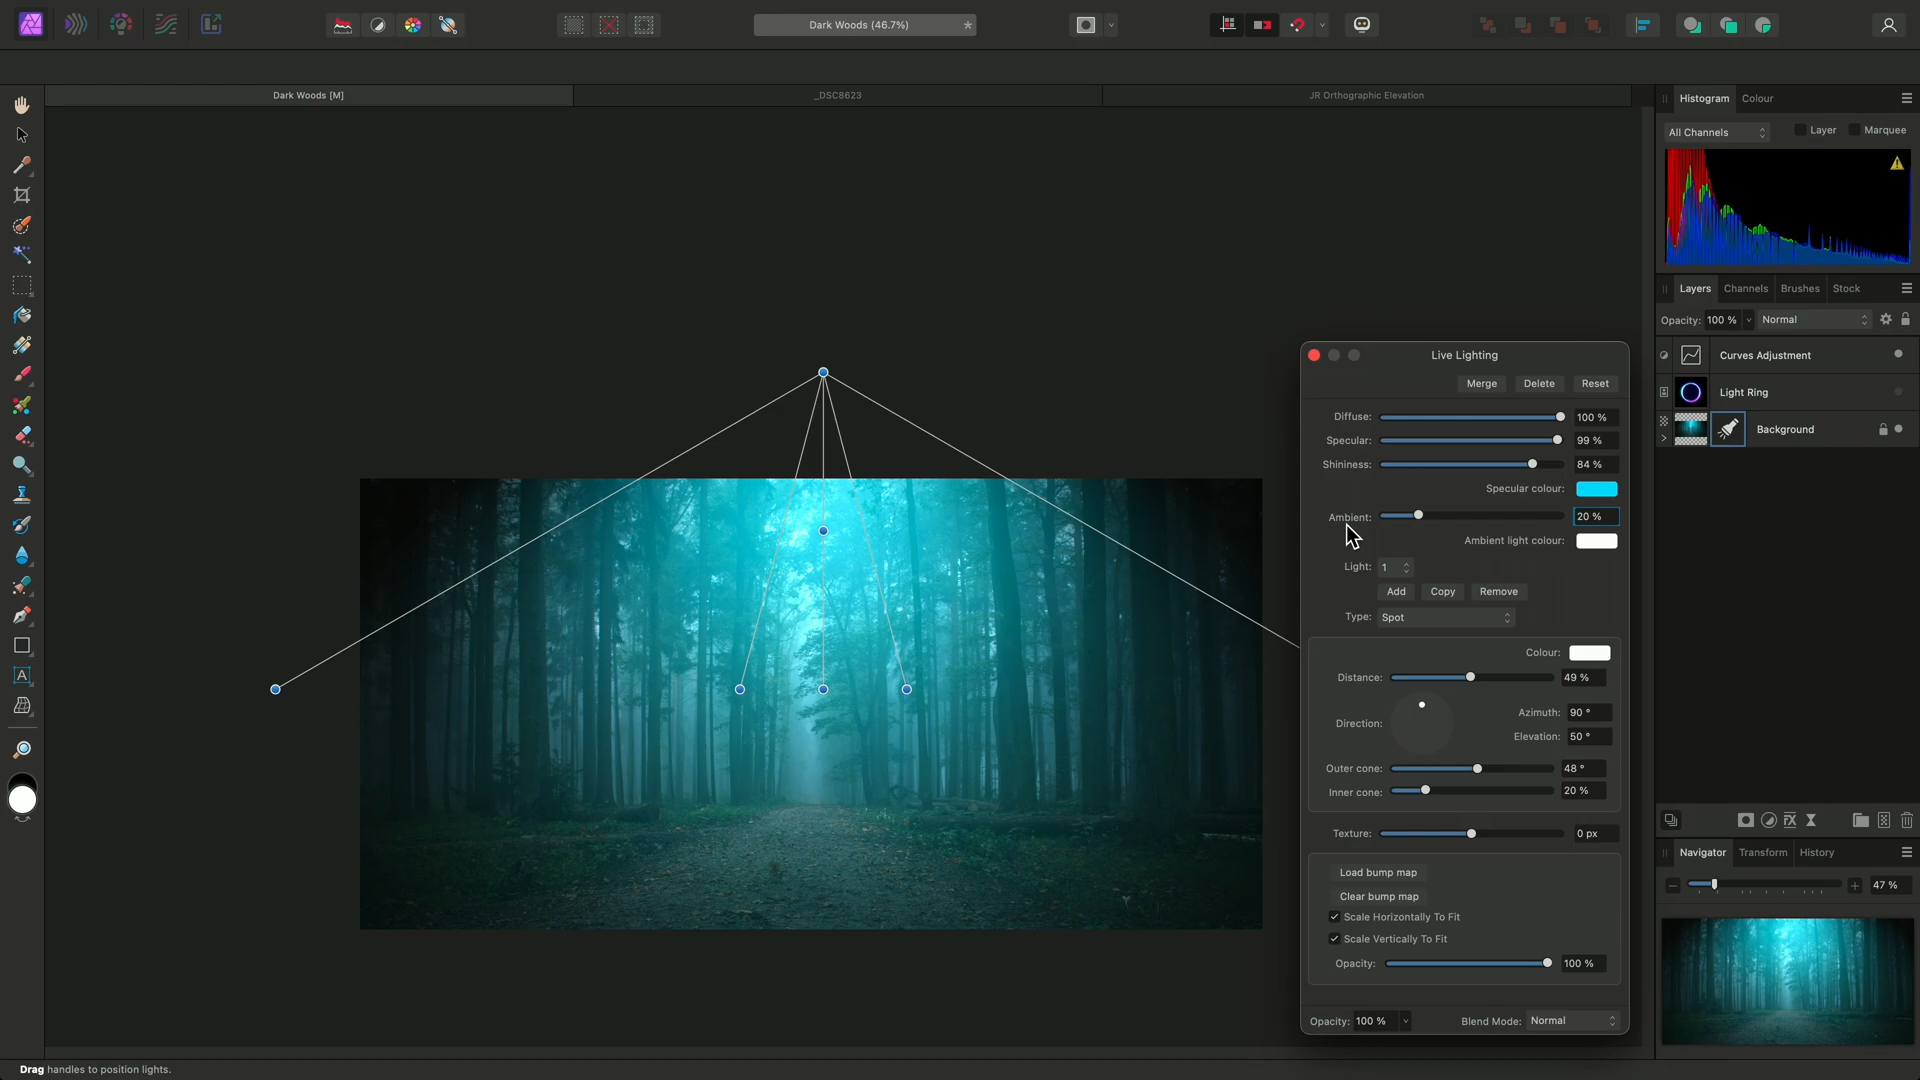 Dark Woods (46.7%)
*
Dark Woods [M]
_DSC8623
JR Orthographic Elevation
Histogram
Colour
All Channels
Layer
Marquee
Layers
Channels
Brushes
Stock
Opacity:
100 %
Normal
Curves Adjustment
Light Ring
Background
Live Lighting
Merge
Delete
Reset
Diffuse:
100 %
Specular:
99 %
Shininess:
84 %
Specular colour:
Ambient:
20 %
Ambient light colour:
Light:
1
Add
Copy
Remove
Type:
Spot
Colour:
Distance:
49 %
Direction:
Azimuth:
90 °
Elevation:
50 °
Outer cone:
48 °
Inner cone:
20 %
Texture:
0 px
Load bump map
Clear bump map
Scale Horizontally To Fit
Scale Vertically To Fit
Opacity:
100 %
Opacity:
100 %
Blend Mode:
Normal
Navigator
Transform
History
47 %
A
FX
Drag handles to position lights.